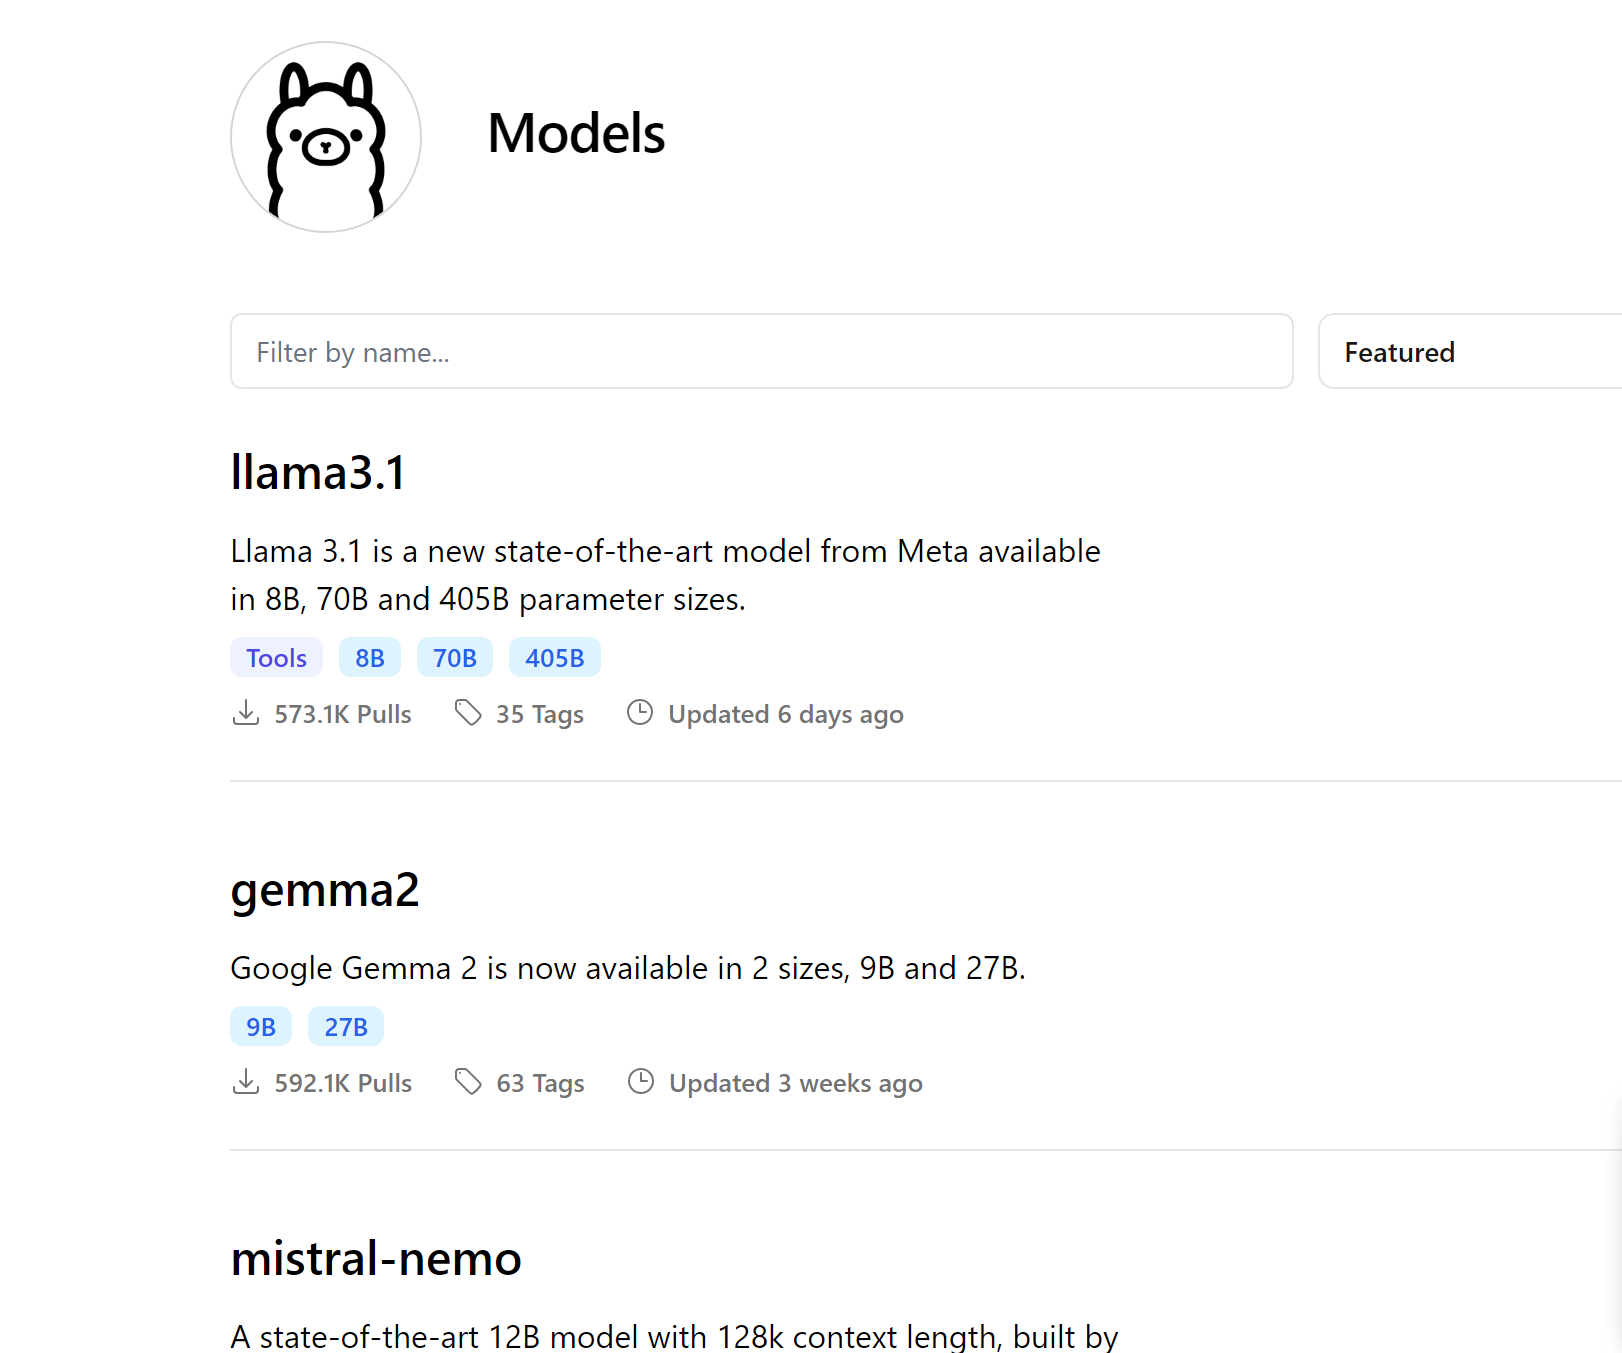 Models
Filter by name...
Featured
llama3.1
Llama 3.1 is a new state-of-the-art model from Meta available
in 8B, 70B and 405B parameter sizes.
Tools 8B 70B 405B
573.1K Pulls 35 Tags Updated 6 days ago
gemma2
Google Gemma 2 is now available in 2 sizes, 9B and 27B.
9B 27B
592.1K Pulls 63 Tags Updated 3 weeks ago
mistral-nemo
A state-of-the-art 12B model with 128k context length, built by